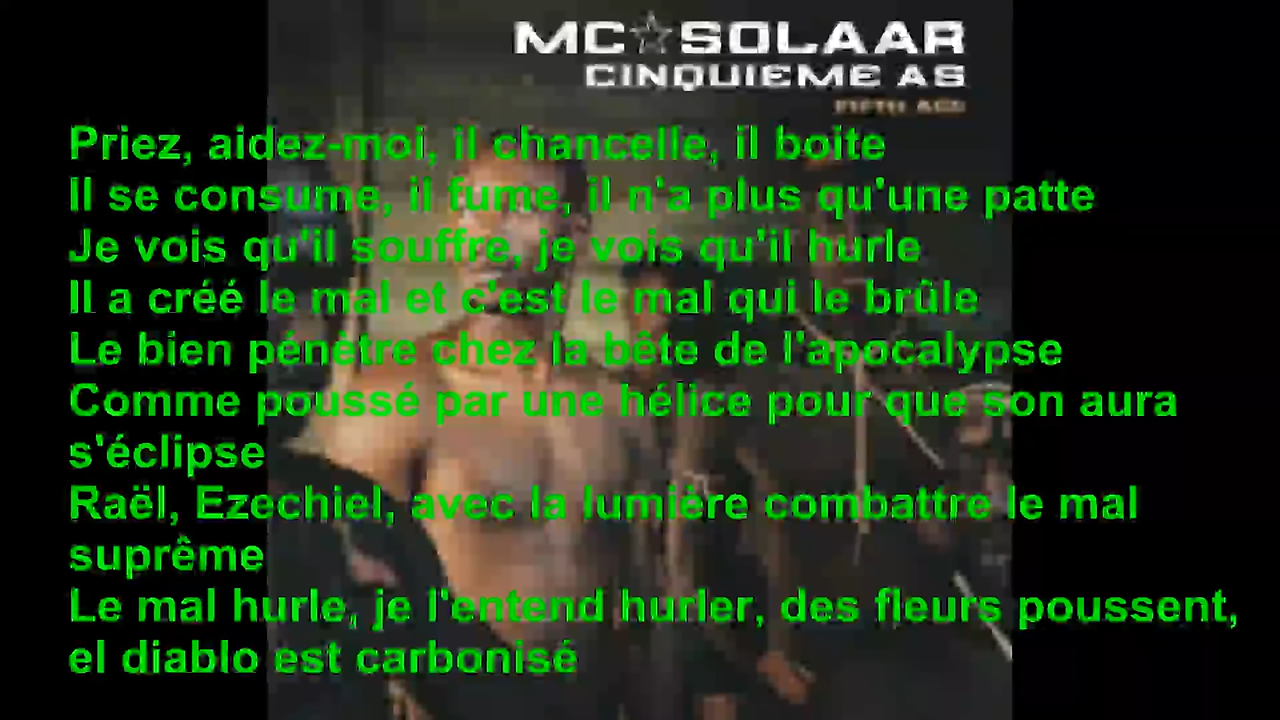 MC☆SOLAAR
CINQUIEME AS
FIFTH ACE
Priez, aidez-moi, il chancelle, il boite
Il se consume, il fume, il n'a plus qu'une patte
Je vois qu'il souffre, je vois qu'il hurle
Il a créé le mal et c'est le mal qui le brûle
Le bien pénètre chez la bête de l'apocalypse
Comme poussé par une hélice pour que son aura
s'éclipse
Raël, Ezechiel, avec la lumière combattre le mal
suprême
Le mal hurle, je l'entend hurler, des fleurs poussent,
el diablo est carbonisé